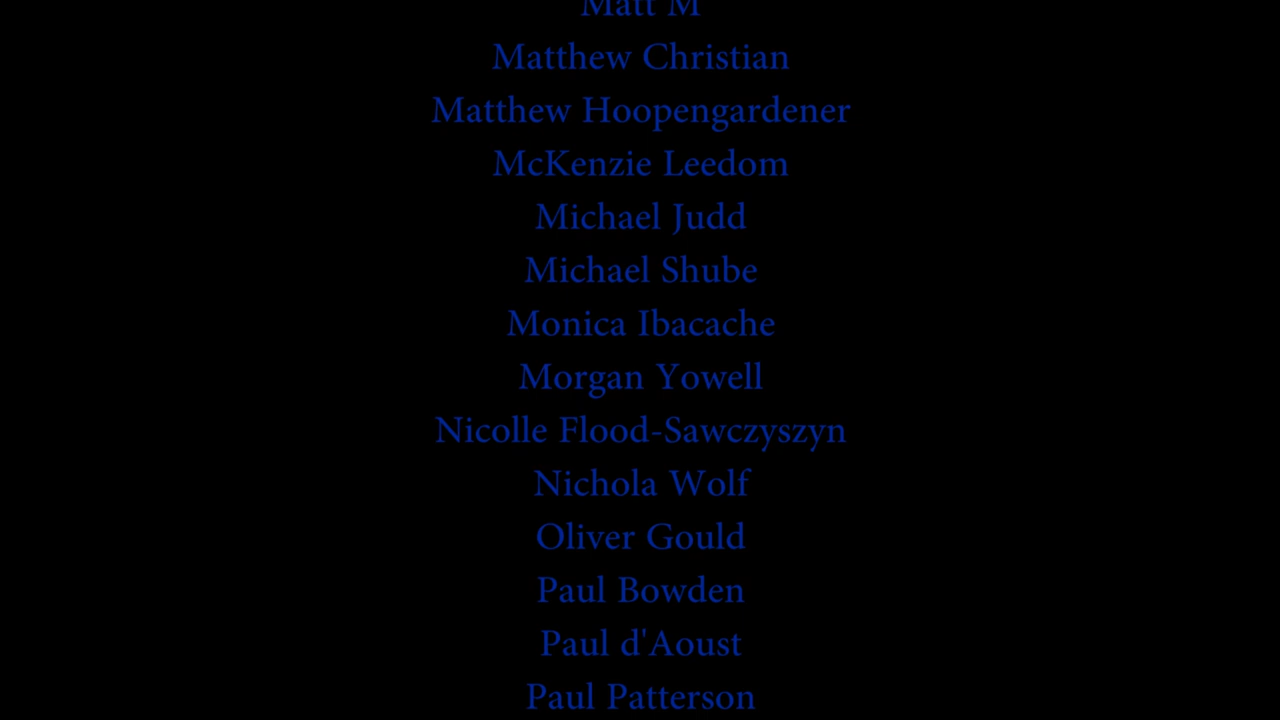 Matt M
Matthew Christian
Matthew Hoopengardener
McKenzie Leedom
Michael Judd
Michael Shube
Monica Ibacache
Morgan Yowell
Nicolle Flood-Sawczyszyn
Nichola Wolf
Oliver Gould
Paul Bowden
Paul d'Aoust
Paul Patterson